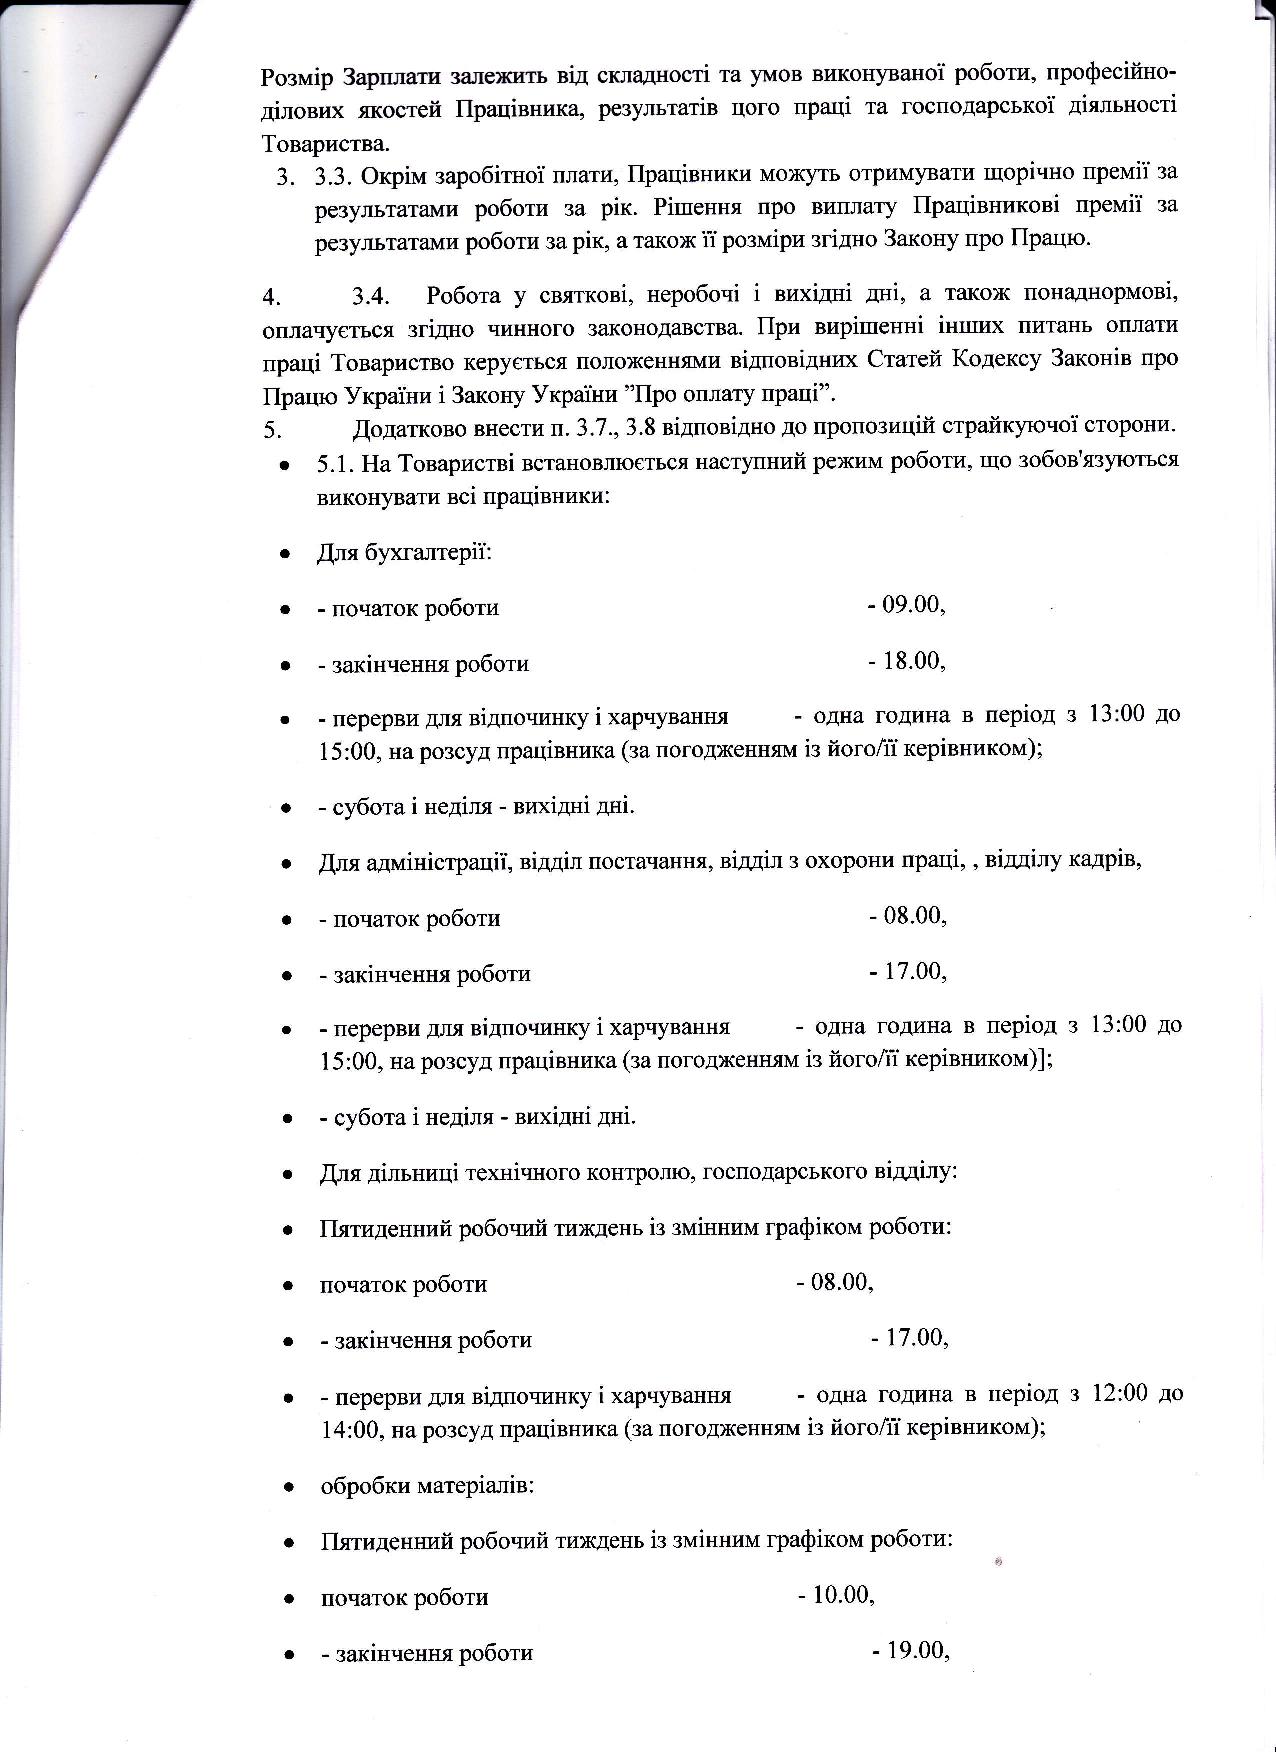 Розмір Зарплати залежить від складності та умов виконуваної роботи, професійно-
ділових якостей Працівника, результатів цого праці та господарської діяльності
Товариства.
3. 3.3. Окрім заробітної плати, Працівники можуть отримувати щорічно премії за
результатами роботи за рік. Рішення про виплату Працівникові премії за
результатами роботи за рік, а також її розміри згідно Закону про Працю.
4. 3.4. Робота у святкові, неробочі і вихідні дні, а також понаднормові,
оплачується згідно чинного законодавства. При вирішенні інших питань оплати
праці Товариство керується положеннями відповідних Статей Кодексу Законів про
Працю України і Закону України ”Про оплату праці”.
5. Додатково внести п. 3.7., 3.8 відповідно до пропозицій страйкуючої сторони.
• 5.1. На Товаристві встановлюється наступний режим роботи, що зобов'язуються
виконувати всі працівники:
• Для бухгалтерії:
• - початок роботи - 09.00,
• - закінчення роботи - 18.00,
• - перерви для відпочинку і харчування - одна година в період з 13:00 до
15:00, на розсуд працівника (за погодженням із його/її керівником);
• - субота і неділя - вихідні дні.
• Для адміністрації, відділ постачання, відділ з охорони праці, , відділу кадрів,
• - початок роботи - 08.00,
• - закінчення роботи - 17.00,
• - перерви для відпочинку і харчування - одна година в період з 13:00 до
15:00, на розсуд працівника (за погодженням із його/її керівником)];
• - субота і неділя - вихідні дні.
• Для дільниці технічного контролю, господарського відділу:
• Пятиденний робочий тиждень із змінним графіком роботи:
• початок роботи - 08.00,
• - закінчення роботи - 17.00,
• - перерви для відпочинку і харчування - одна година в період з 12:00 до
14:00, на розсуд працівника (за погодженням із його/її керівником);
• обробки матеріалів:
• Пятиденний робочий тиждень із змінним графіком роботи:
• початок роботи - 10.00,
• - закінчення роботи - 19.00,